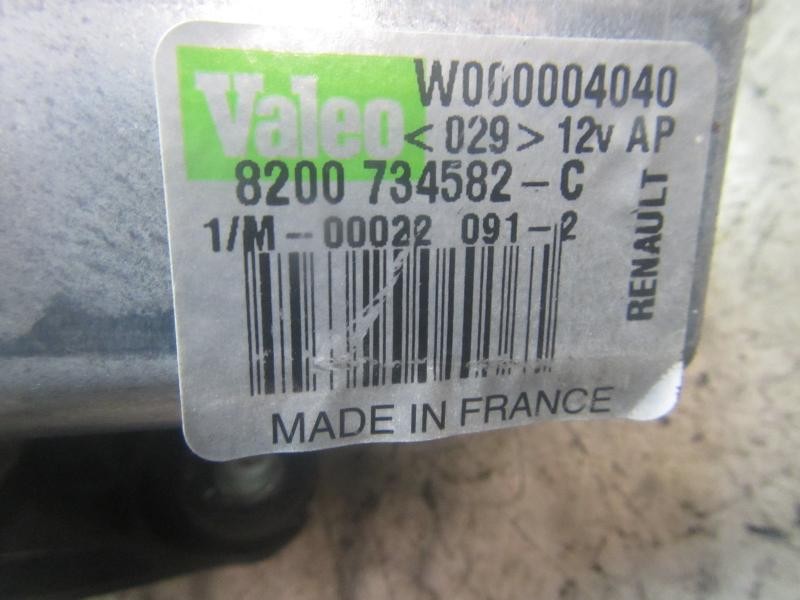 Valeo W000004040
<029> 12v AP
8200 734582-C
1/M-00022 091-2
RENAULT
MADE IN FRANCE